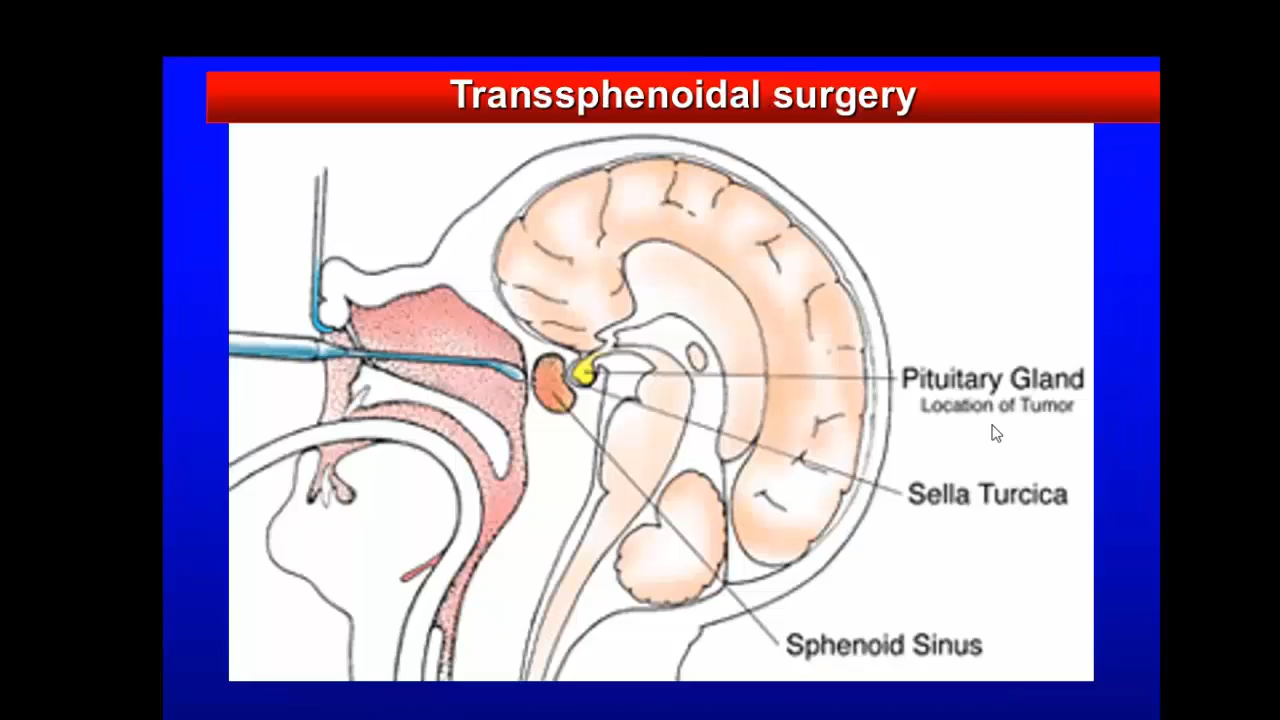 Transsphenoidal surgery
Pituitary Gland
Location of Tumor
Sella Turcica
Sphenoid Sinus